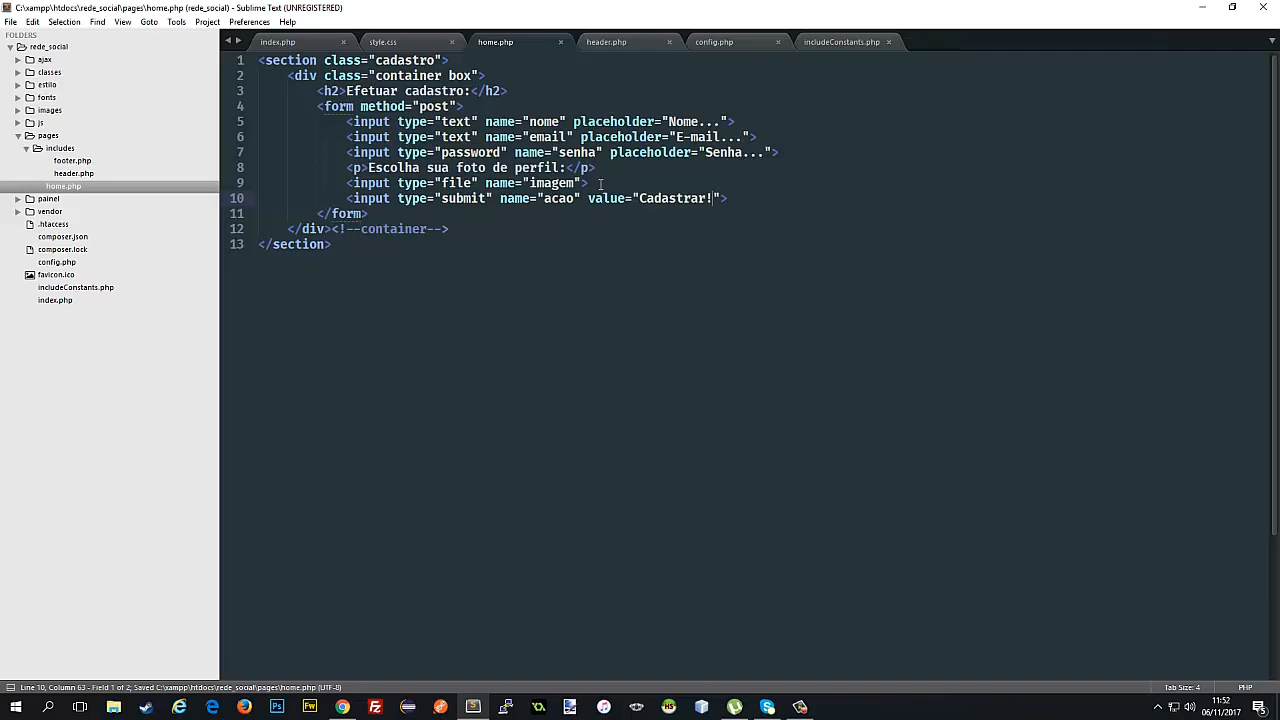 C:\xampp\htdocs\rede_social\pages\home.php (rede_social) - Sublime Text (UNREGISTERED)
File Edit Selection Find View Goto Tools Project Preferences Help
FOLDERS
rede_social
ajax
classes
estilo
fonts
images
js
pages
includes
footer.php
header.php
home.php
painel
vendor
.htaccess
composer.json
composer.lock
config.php
favicon.ico
includeConstants.php
index.php
index.php style.css home.php header.php config.php includeConstants.php
1 <section class="cadastro">
2 <div class="container box">
3 <h2>Efetuar cadastro:</h2>
4 <form method="post">
5 <input type="text" name="nome" placeholder="Nome...">
6 <input type="text" name="email" placeholder="E-mail...">
7 <input type="password" name="senha" placeholder="Senha...">
8 <p>Escolha sua foto de perfil:</p>
9 <input type="file" name="imagem">
10 <input type="submit" name="acao" value="Cadastrar!">
11 </form>
12 </div><!--container-->
13 </section>
Line 10, Column 63 - Field 1 of 2; Saved C:\xampp\htdocs\rede_social\pages\home.php (UTF-8) Tab Size: 4 PHP
11:52
06/11/2017